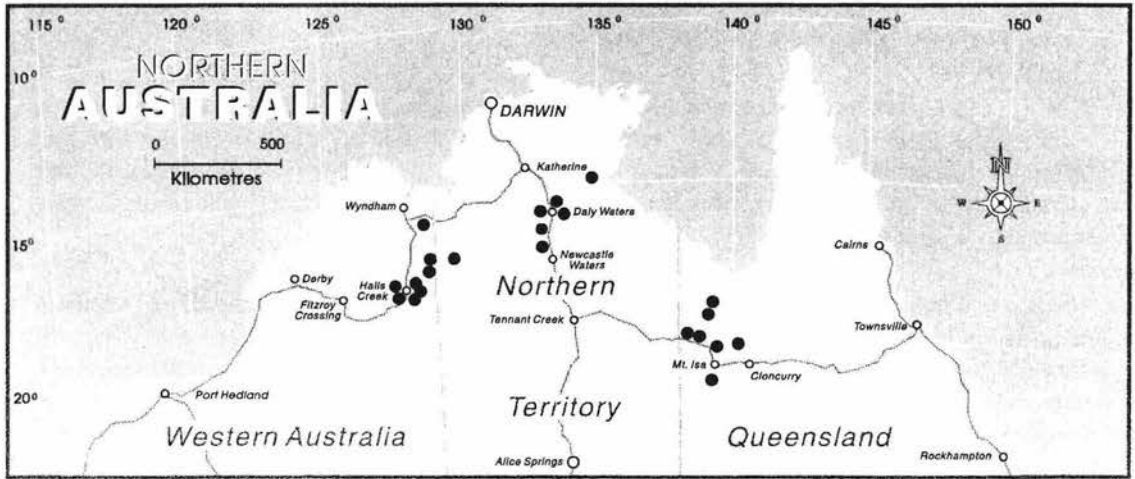 115 ° 120 ° 125 ° 130 ° 135 ° 140 ° 145 ° 150 °
10°
NORTHERN
AUSTRALIA
0 500
Kilometres
DARWIN
Katherine
N
W E
S
Wyndham
Daly Waters
15°
Cairns
Newcastle
Waters
Derby
Halls
Creek
Northern
Fitzroy
Crossing
Tennant Creek
Townsville
Mt. Isa
Cloncurry
20°
Port Hedland
Territory
Western Australia
Queensland
Alice Springs
Rockhampton